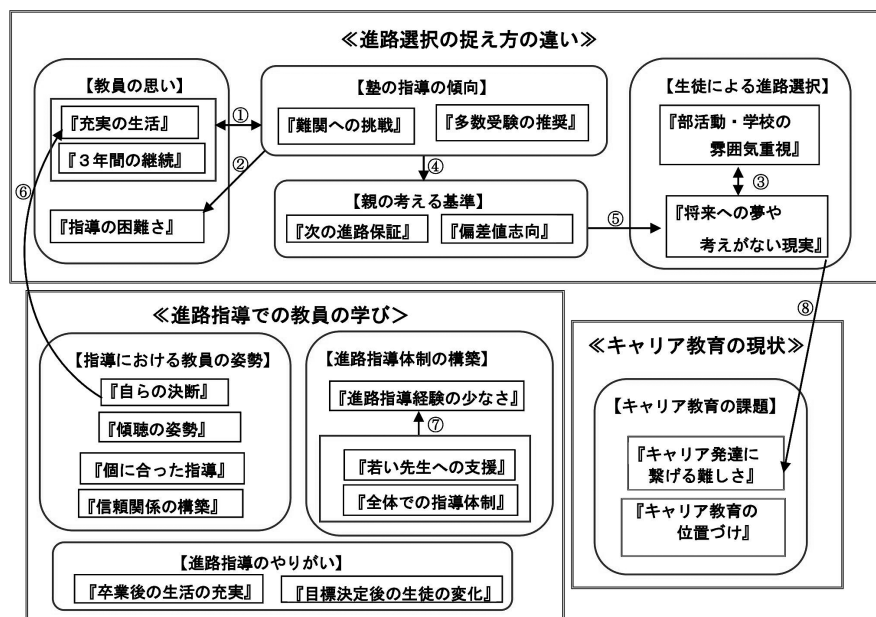 ≪進路選択の捉え方の違い≫
【教員の思い】
『充実の生活』
『３年間の継続』
『指導の困難さ』
①
②
⑥
【塾の指導の傾向】
『難関への挑戦』
『多数受験の推奨』
④
【親の考える基準】
『次の進路保証』
『偏差値志向』
⑤
【生徒による進路選択】
『部活動・学校の
雰囲気重視』
③
『将来への夢や
考えがない現実』
⑧
≪進路指導での教員の学び＞
【指導における教員の姿勢】
『自らの決断』
『傾聴の姿勢』
『個に合った指導』
『信頼関係の構築』
【進路指導体制の構築】
『進路指導経験の少なさ』
⑦
『若い先生への支援』
『全体での指導体制』
【進路指導のやりがい】
『卒業後の生活の充実』
『目標決定後の生徒の変化』
≪キャリア教育の現状≫
【キャリア教育の課題】
『キャリア発達に
繋げる難しさ』
『キャリア教育の
位置づけ』